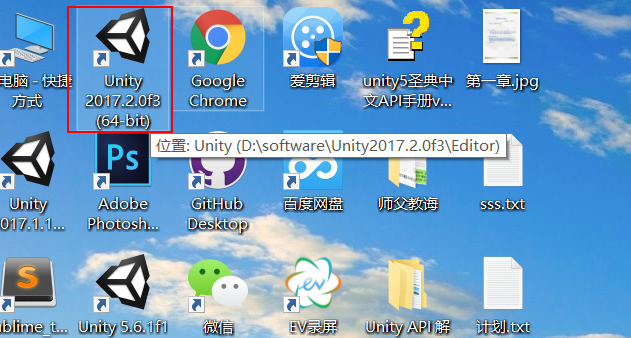 电脑 - 快捷
方式
Unity
2017.2.0f3
(64-bit)
Google
Chrome
爱剪辑
unity5圣典中
文API手册v...
第一章.jpg
位置: Unity (D:\software\Unity2017.2.0f3\Editor)
Unity
2017.1.1...
Ps
Adobe
Photosh...
GitHub
Desktop
百度网盘
师父教诲
sss.txt
ublime_t...
Unity 5.6.1f1
微信
EV
EV录屏
Unity API 解
计划.txt